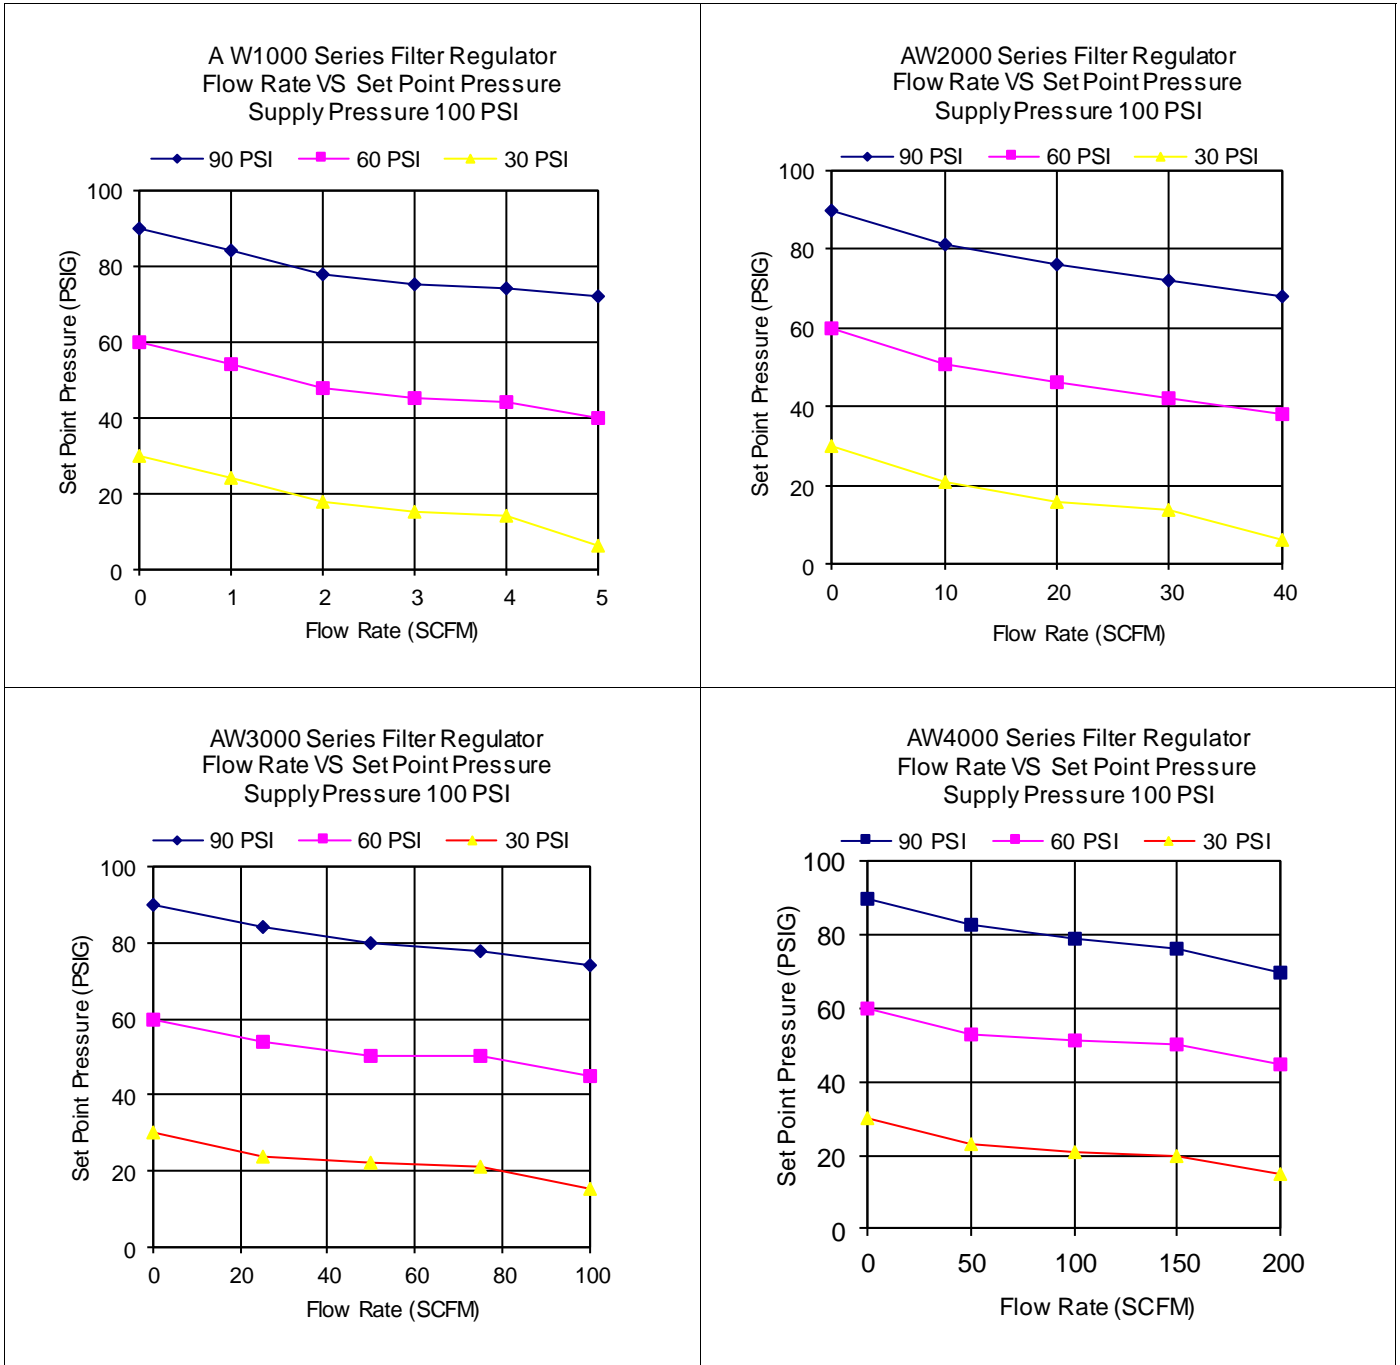 A W1000 Series Filter Regulator
Flow Rate VS Set Point Pressure
Supply Pressure 100 PSI
90 PSI 60 PSI 30 PSI
100
80
60
40
20
0
Set Point Pressure (PSIG)
0 1 2 3 4 5
Flow Rate (SCFM)
AW2000 Series Filter Regulator
Flow Rate VS Set Point Pressure
Supply Pressure 100 PSI
90 PSI 60 PSI 30 PSI
100
80
60
40
20
0
Set Point Pressure (PSIG)
0 10 20 30 40
Flow Rate (SCFM)
AW3000 Series Filter Regulator
Flow Rate VS Set Point Pressure
Supply Pressure 100 PSI
90 PSI 60 PSI 30 PSI
100
80
60
40
20
0
Set Point Pressure (PSIG)
0 20 40 60 80 100
Flow Rate (SCFM)
AW4000 Series Filter Regulator
Flow Rate VS Set Point Pressure
Supply Pressure 100 PSI
90 PSI 60 PSI 30 PSI
100
80
60
40
20
0
Set Point Pressure (PSIG)
0 50 100 150 200
Flow Rate (SCFM)